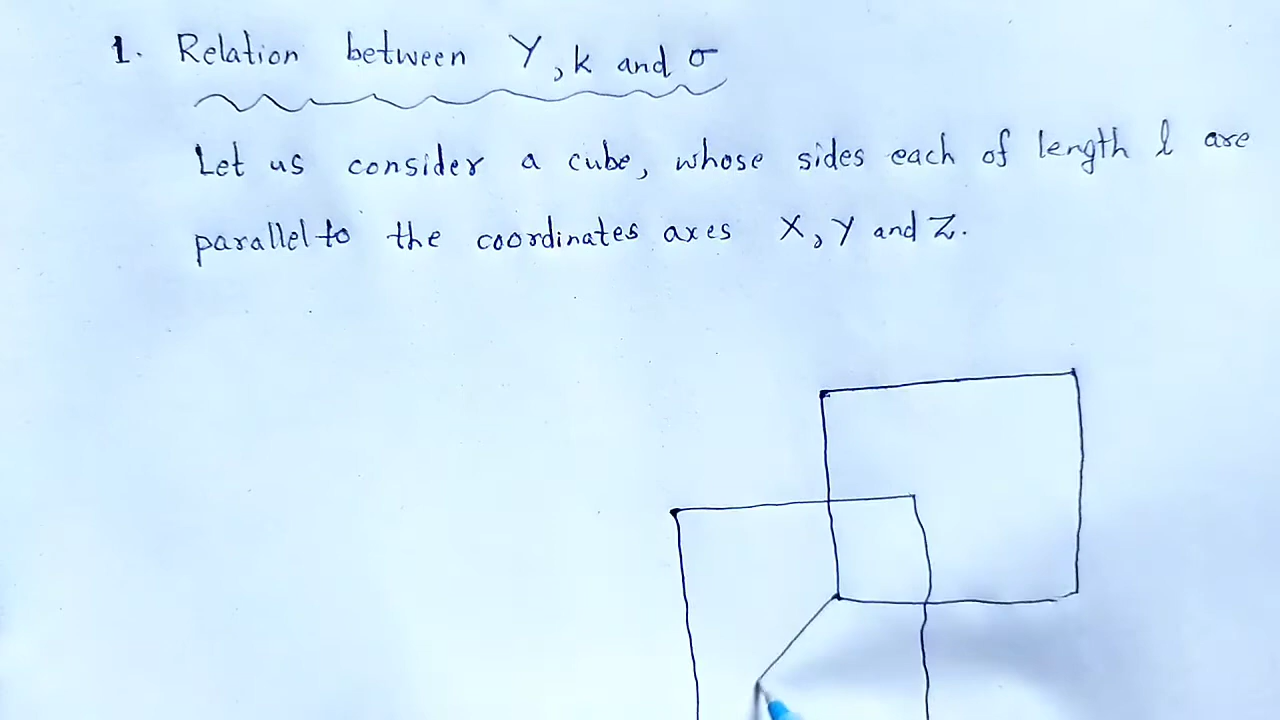 1. Relation between Y, k and σ
Let us consider a cube, whose sides each of length l are
parallel to the coordinates axes X, Y and Z.